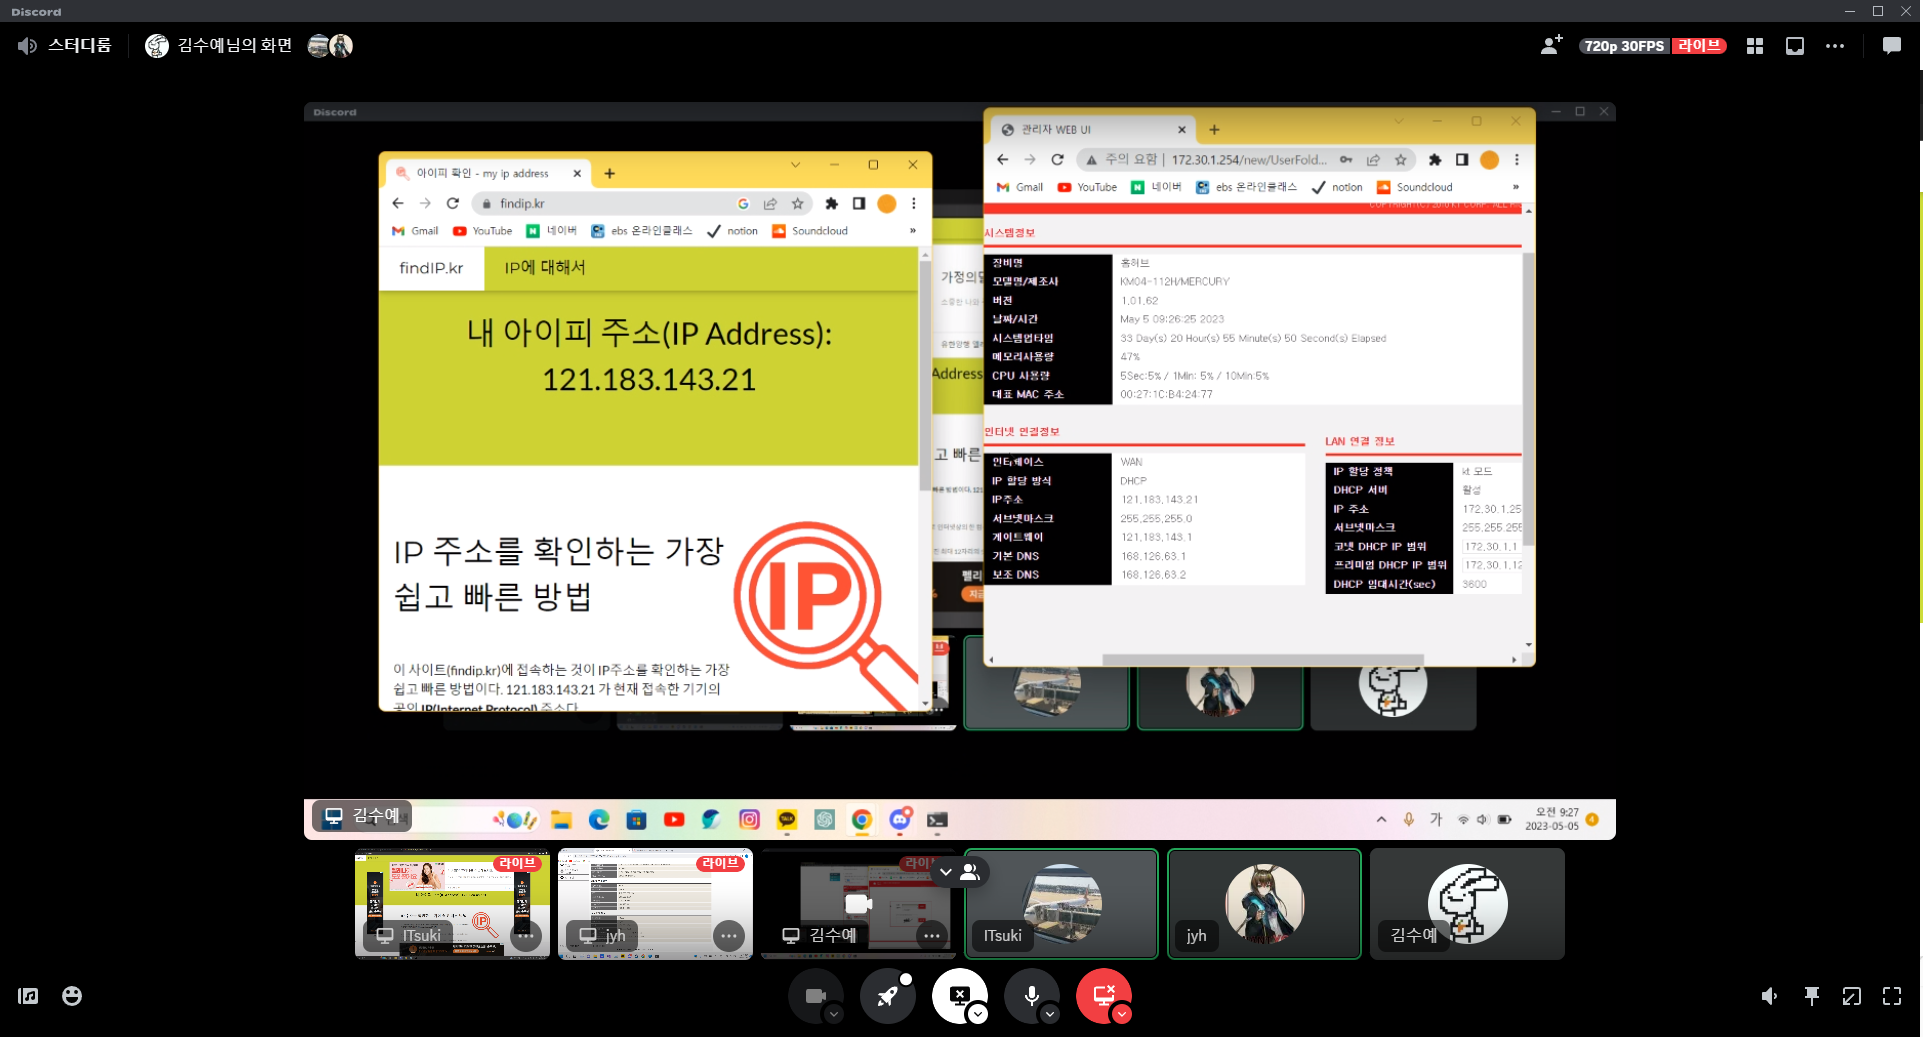 Discord
스터디룸
김수예님의 화면
720p 30FPS 라이브
Discord
아이피 확인 - my ip address
findip.kr
Gmail YouTube 네이버 ebs 온라인클래스 notion Soundcloud »
findIP.kr IP에 대해서
내 아이피 주소(IP Address):
121.183.143.21
IP 주소를 확인하는 가장
쉽고 빠른 방법
IP
이 사이트(findip.kr)에 접속하는 것이 IP주소를 확인하는 가장
쉽고 빠른 방법이다. 121.183.143.21 가 현재 접속한 기기의
공인 IP(Internet Protocol) 주소다.
Address
고 빠른
관리자 WEB UI
주의 요함 | 172.30.1.254/new/UserFold...
Gmail YouTube 네이버 ebs 온라인클래스 notion Soundcloud »
시스템정보
장비명 홈허브
모델명/제조사 KM04-112H/MERCURY
버전 1.01.62
날짜/시간 May 5 09:26:25 2023
시스템업타임 33 Day(s) 20 Hour(s) 55 Minute(s) 50 Second(s) Elapsed
메모리사용량 47%
CPU 사용량 5Sec:5% / 1Min: 5% / 10Min:5%
대표 MAC 주소 00:27:1C:B4:24:77
인터넷 연결정보
인터페이스 WAN
IP 할당 방식 DHCP
IP주소 121.183.143.21
서브넷마스크 255.255.255.0
게이트웨이 121.183.143.1
기본 DNS 168.126.63.1
보조 DNS 168.126.63.2
LAN 연결 정보
IP 할당 정책 kt 모드
DHCP 서버 활성
IP 주소 172.30.1.25
서브넷마스크 255.255.255
코넷 DHCP IP 범위 172.30.1.1
프리미엄 DHCP IP 범위 172.30.1.12
DHCP 임대시간(sec) 3600
김수예
가
오전 9:27
2023-05-05
4
라이브
ITsuki
라이브
jyh
라이브
김수예
ITsuki
jyh
김수예